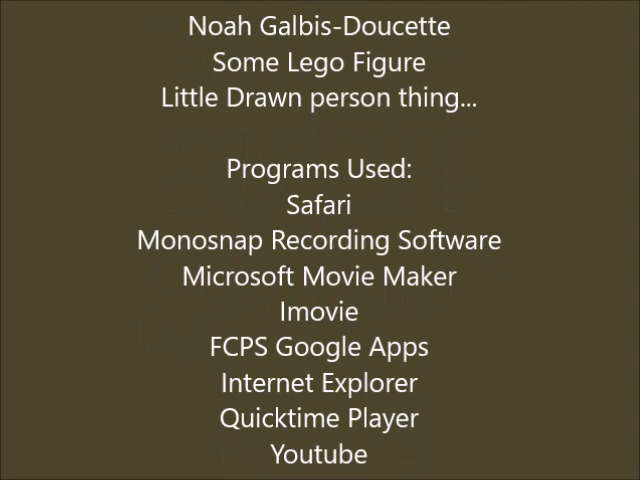 Noah Galbis-Doucette
Some Lego Figure
Little Drawn person thing...
Programs Used:
Safari
Monosnap Recording Software
Microsoft Movie Maker
Imovie
FCPS Google Apps
Internet Explorer
Quicktime Player
Youtube